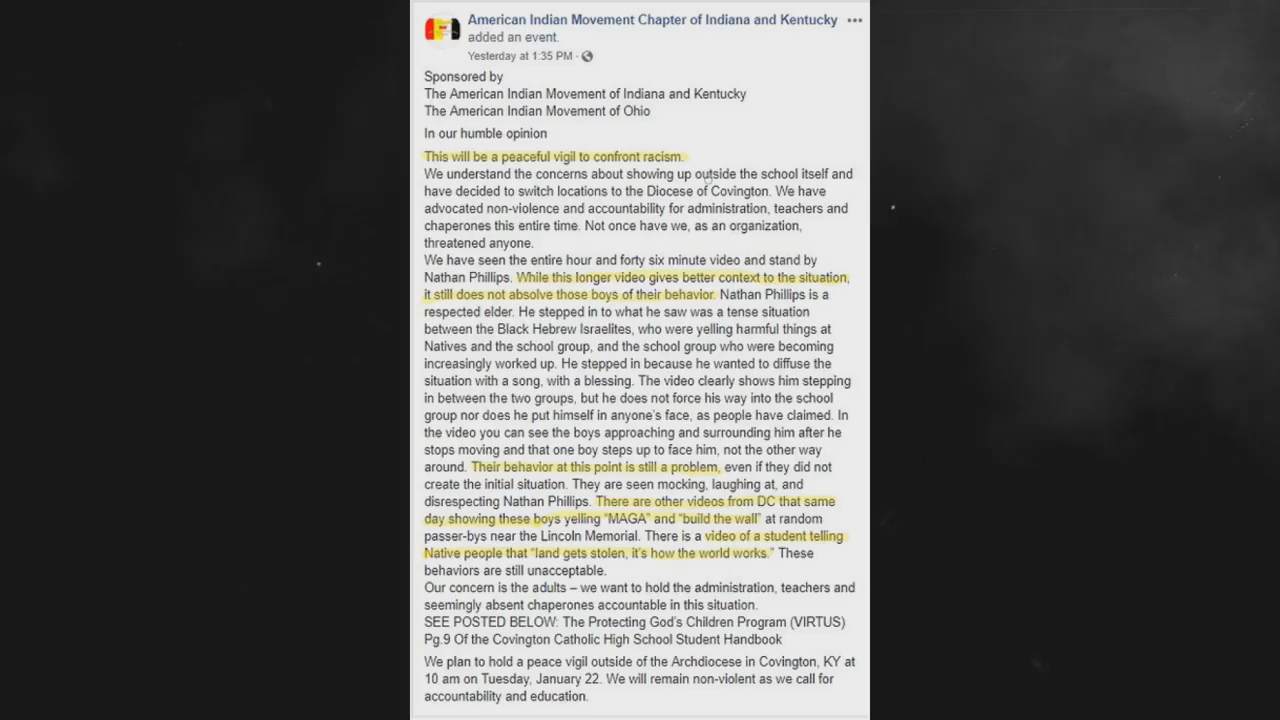 American Indian Movement Chapter of Indiana and Kentucky
added an event.
Yesterday at 1:35 PM ·
Sponsored by
The American Indian Movement of Indiana and Kentucky
The American Indian Movement of Ohio
In our humble opinion
This will be a peaceful vigil to confront racism.
We understand the concerns about showing up outside the school itself and
have decided to switch locations to the Diocese of Covington. We have
advocated non-violence and accountability for administration, teachers and
chaperones this entire time. Not once have we, as an organization,
threatened anyone.
We have seen the entire hour and forty six minute video and stand by
Nathan Phillips. While this longer video gives better context to the situation,
it still does not absolve those boys of their behavior. Nathan Phillips is a
respected elder. He stepped in to what he saw was a tense situation
between the Black Hebrew Israelites, who were yelling harmful things at
Natives and the school group, and the school group who were becoming
increasingly worked up. He stepped in because he wanted to diffuse the
situation with a song, with a blessing. The video clearly shows him stepping
in between the two groups, but he does not force his way into the school
group nor does he put himself in anyone's face, as people have claimed. In
the video you can see the boys approaching and surrounding him after he
stops moving and that one boy steps up to face him, not the other way
around. Their behavior at this point is still a problem, even if they did not
create the initial situation. They are seen mocking, laughing at, and
disrespecting Nathan Phillips. There are other videos from DC that same
day showing these boys yelling “MAGA” and “build the wall” at random
passer-bys near the Lincoln Memorial. There is a video of a student telling
Native people that “land gets stolen, it's how the world works.” These
behaviors are still unacceptable.
Our concern is the adults – we want to hold the administration, teachers and
seemingly absent chaperones accountable in this situation.
SEE POSTED BELOW: The Protecting God's Children Program (VIRTUS)
Pg.9 Of the Covington Catholic High School Student Handbook
We plan to hold a peace vigil outside of the Archdiocese in Covington, KY at
10 am on Tuesday, January 22. We will remain non-violent as we call for
accountability and education.